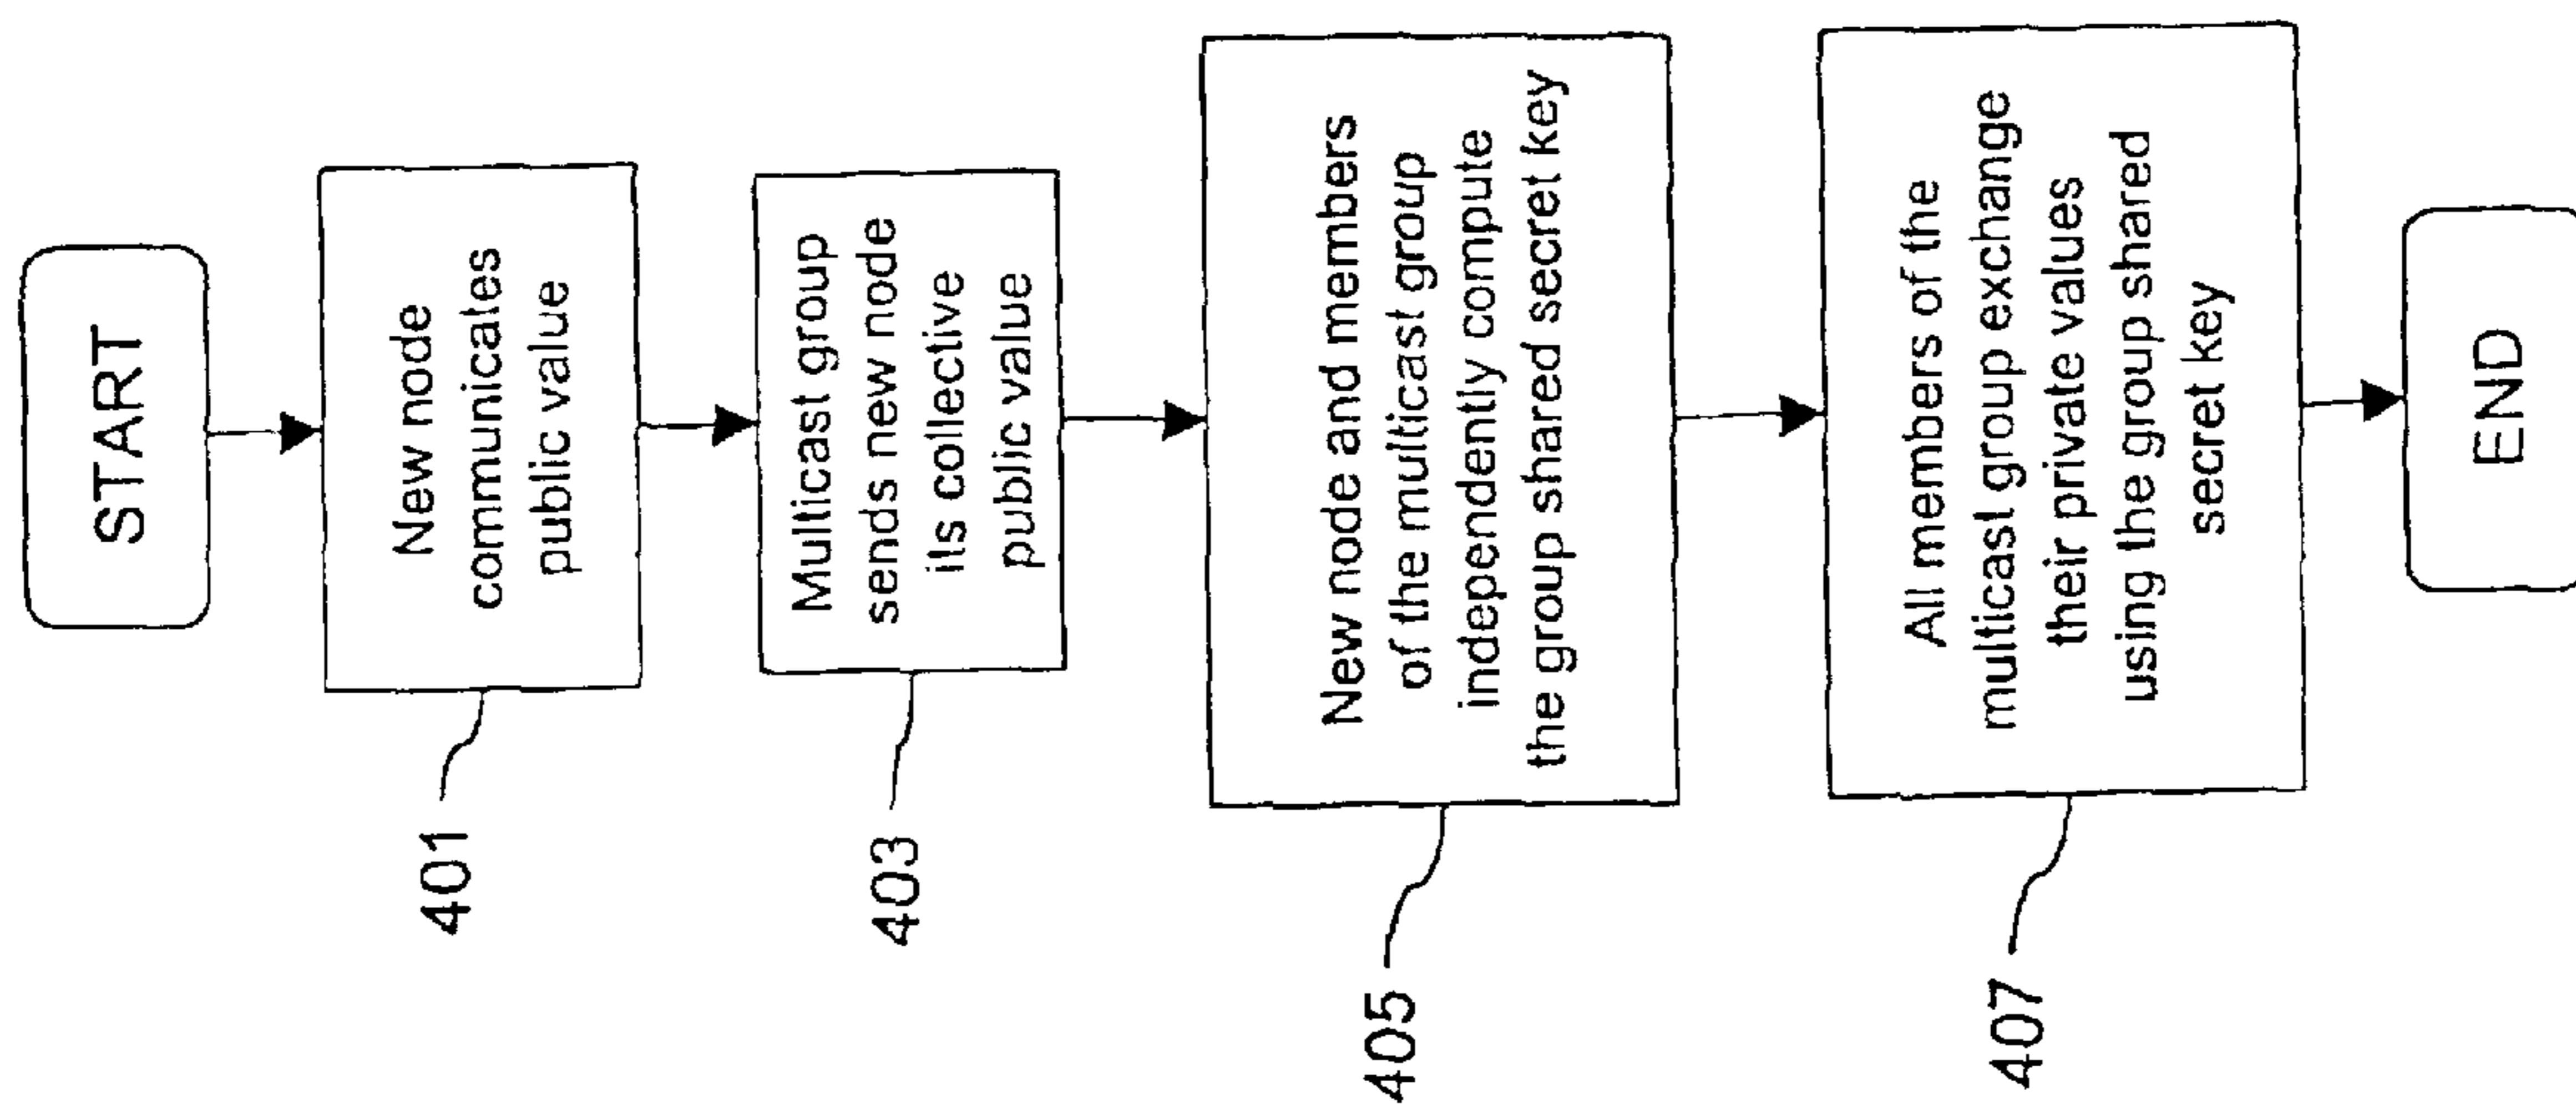 START
New node
communicates
public value
401
Multicast group
sends new node
its collective
public value
403
New node and members
of the multicast group
independently compute
the group shared secret key
405
All members of the
multicast group exchange
their private values
using the group shared
secret key
407
END